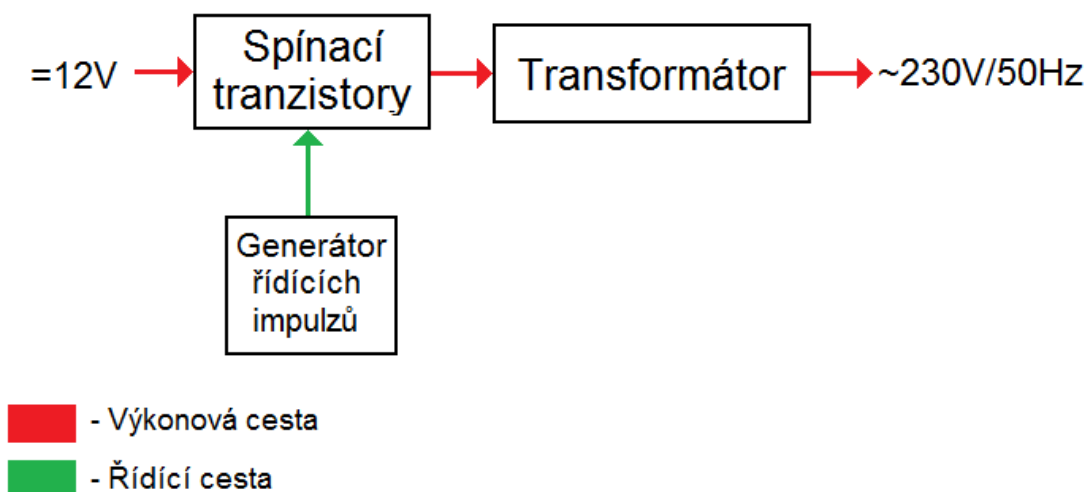 =12V
Spínací
tranzistory
Transformátor
~230V/50Hz
Generátor
řídících
impulzů
- Výkonová cesta
- Řídící cesta